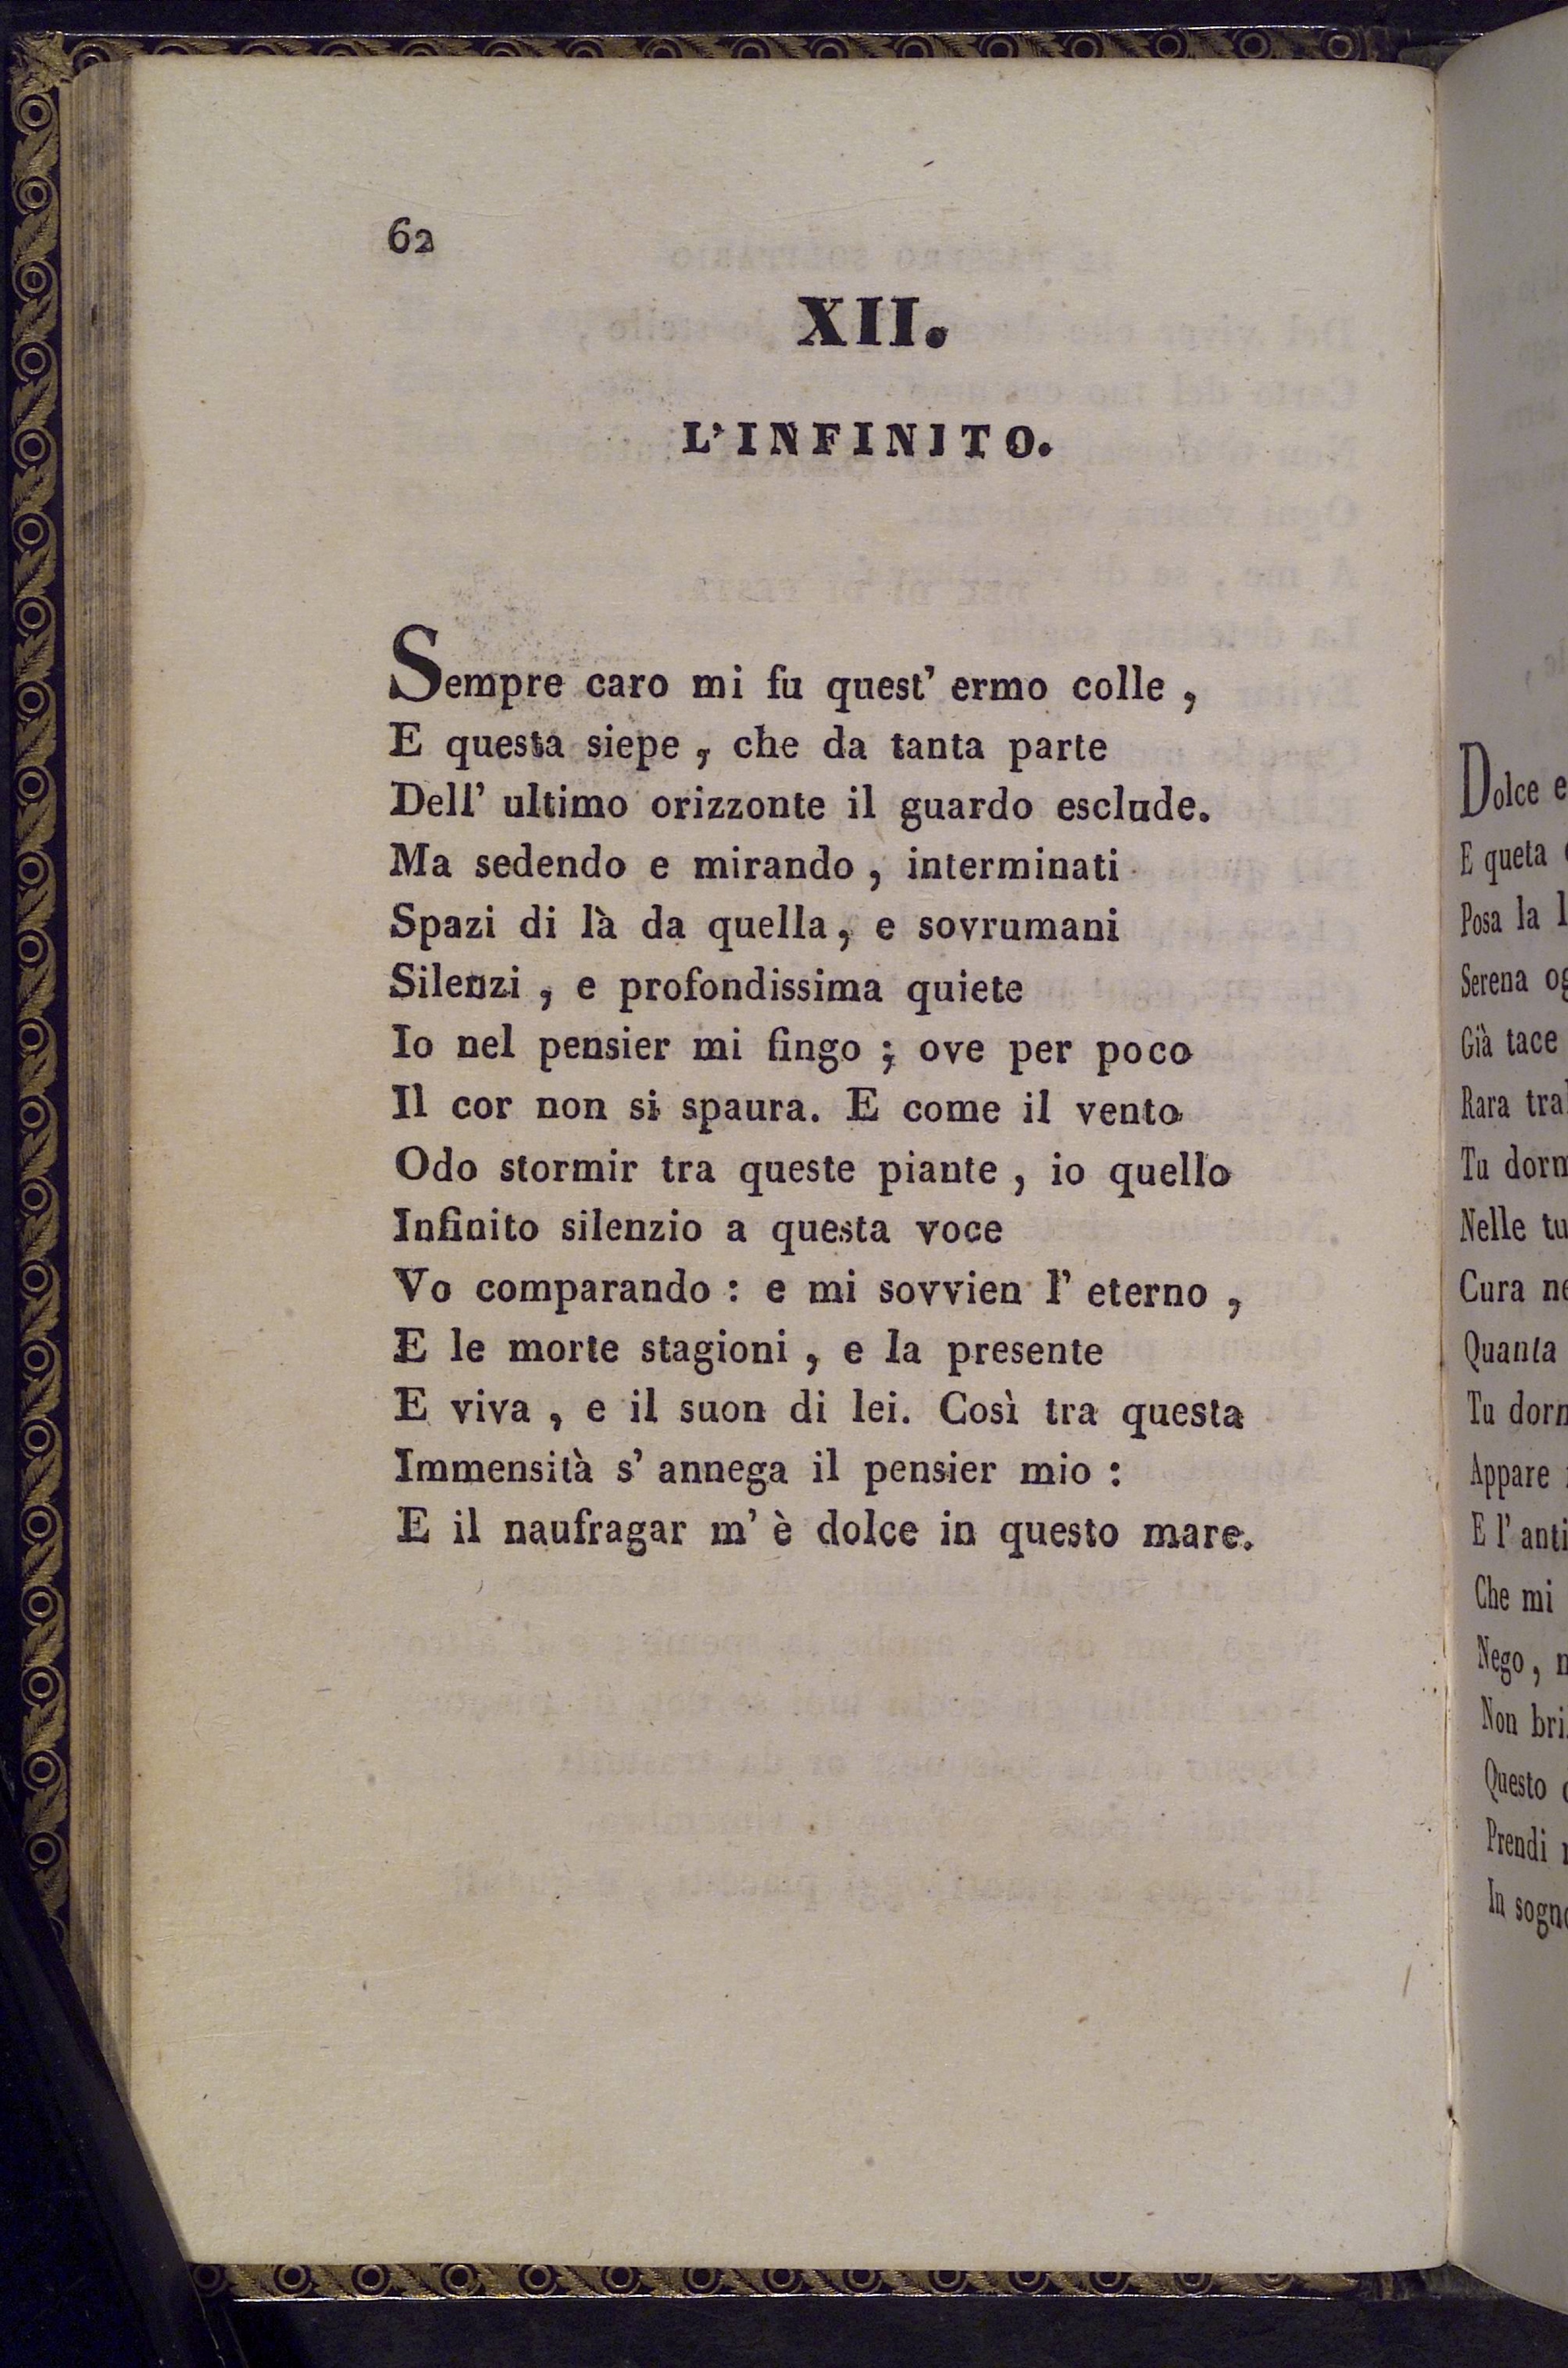 62
XII.
L'INFINITO.
Sempre caro mi fu quest' ermo colle ,
E questa siepe , che da tanta parte
Dell' ultimo orizzonte il guardo esclude.
Ma sedendo e mirando , interminati
Spazi di là da quella, e sovrumani
Silenzi , e profondissima quiete
Io nel pensier mi fingo ; ove per poco
Il cor non si spaura. E come il vento
Odo stormir tra queste piante , io quello
Infinito silenzio a questa voce
Vo comparando : e mi sovvien l' eterno ,
E le morte stagioni , e la presente
E viva , e il suon di lei. Così tra questa
Immensità s' annega il pensier mio :
E il naufragar m' è dolce in questo mare.
Dolce e
E queta
Posa la l
Serena og
Già tace
Rara tra
Tu dorm
Nelle tu
Cura ne
Quanta
Tu dorm
Appare
E l' anti
Che mi
Nego, n
Non bri
Questo
Prendi
In sogno